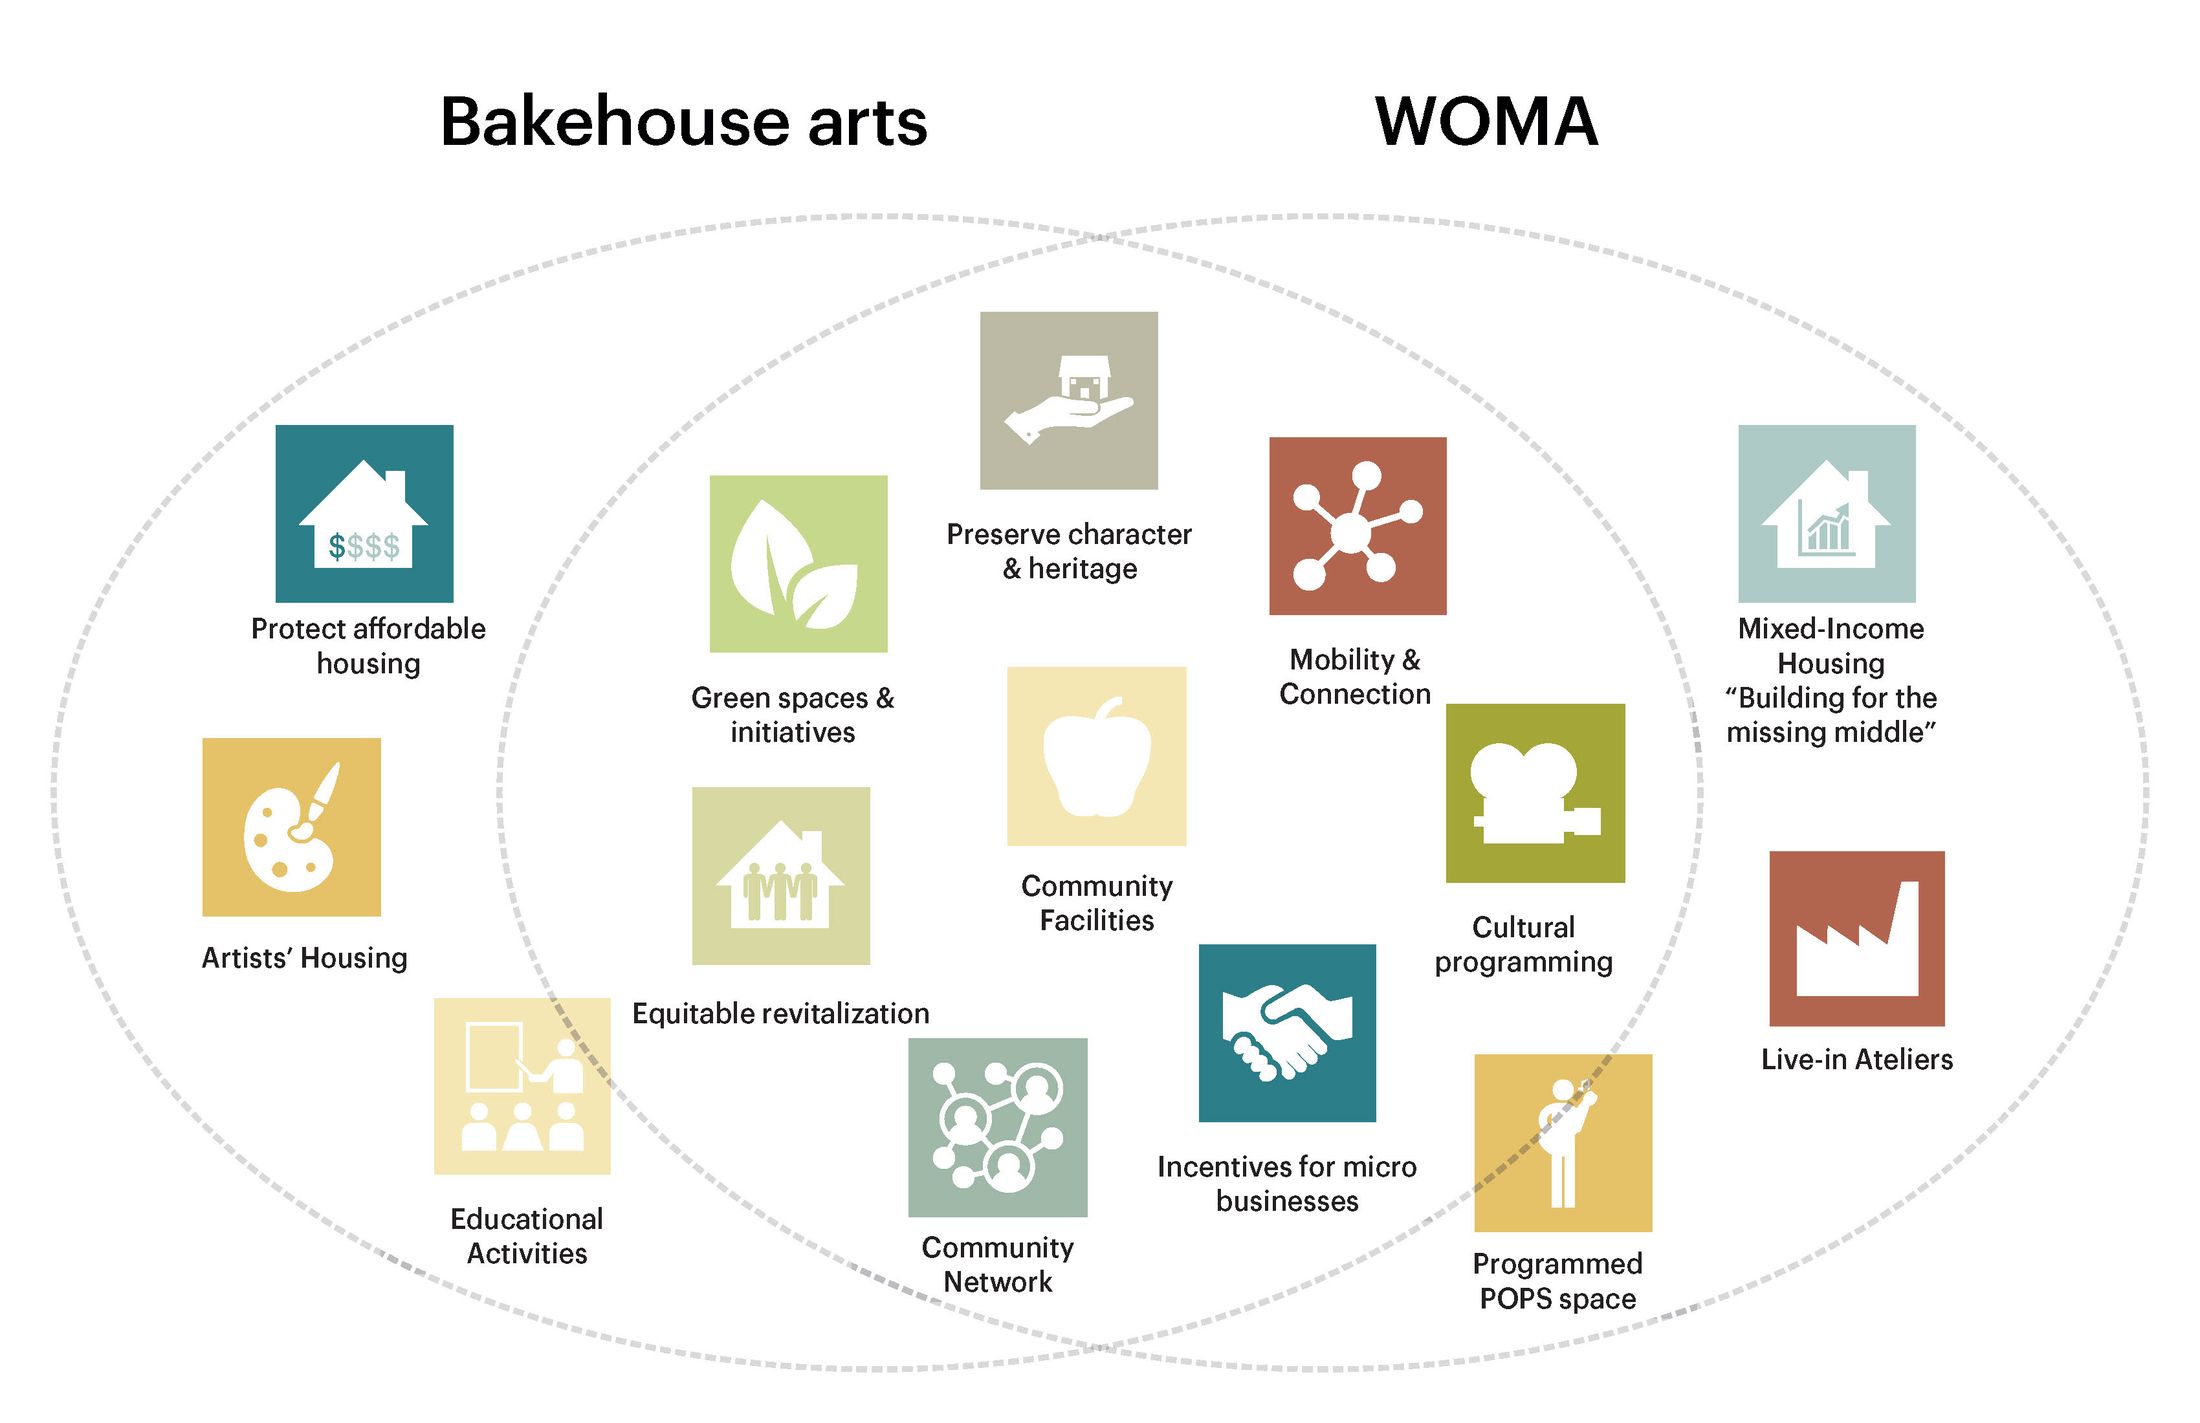 Bakehouse arts
WOMA
$$$$
Protect affordable
housing
Artists’ Housing
Educational
Activities
Preserve character
& heritage
Green spaces &
initiatives
Mobility &
Connection
Community
Facilities
Equitable revitalization
Cultural
programming
Community
Network
Incentives for micro
businesses
Programmed
POPS space
Mixed-Income
Housing
“Building for the
missing middle”
Live-in Ateliers